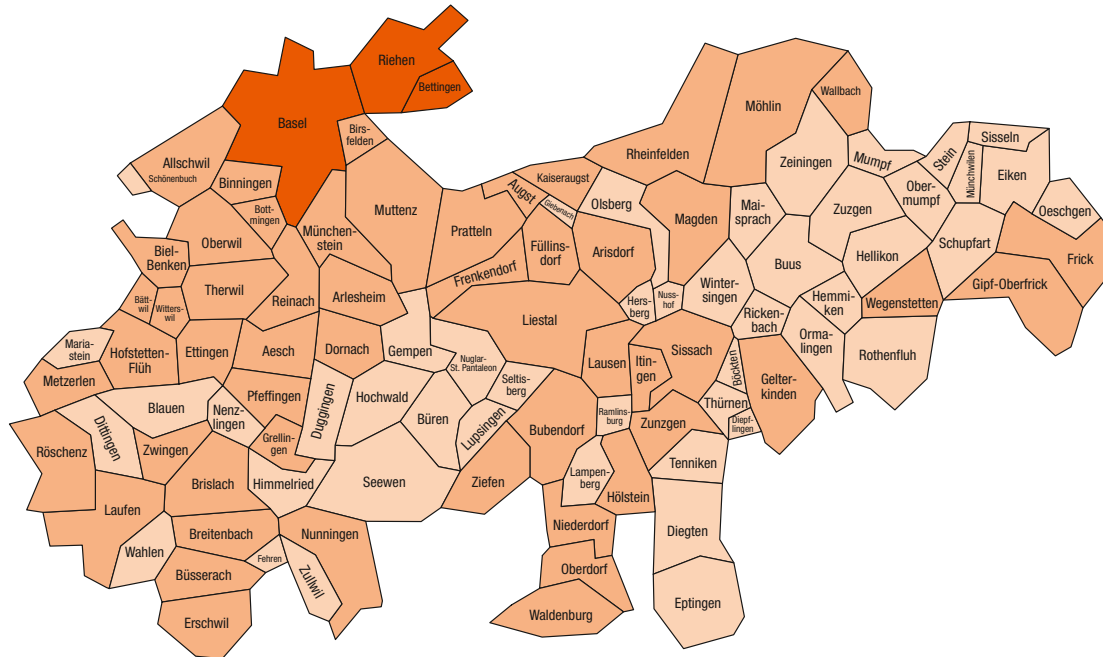 Riehen
Bettingen
Basel
Birs-
felden
Allschwil
Schönenbuch
Binningen
Bott-
mingen
Muttenz
München-
stein
Oberwil
Biel-
Benken
Therwil
Reinach
Arlesheim
Bätt-
wil
Witters-
wil
Maria-
stein
Metzerlen
Hofstetten-
Flüh
Ettingen
Aesch
Dornach
Gempen
Pfeffingen
Duggingen
Hochwald
Nuglar-
St. Pantaleon
Seltis-
berg
Büren
Lupsingen
Blauen
Nenz-
lingen
Dittingen
Röschenz
Zwingen
Grellin-
gen
Himmelried
Seewen
Ziefen
Bubendorf
Brislach
Laufen
Wahlen
Breitenbach
Fehren
Nunningen
Zullwil
Büsserach
Erschwil
Pratteln
Augst
Kaiseraugst
Giebenach
Füllins-
dorf
Frenkendorf
Liestal
Arisdorf
Olsberg
Rheinfelden
Möhlin
Wallbach
Zeiningen
Mumpf
Stein
Sisseln
Münchwilen
Eiken
Ober-
mumpf
Oeschgen
Magden
Mai-
sprach
Zuzgen
Schupfart
Frick
Gipf-Oberfrick
Hellikon
Buus
Winter-
singen
Hers-
berg
Nuss-
hof
Hemmi-
ken
Wegenstetten
Ricken-
bach
Orma-
lingen
Rothenfluh
Lausen
Itin-
gen
Sissach
Böcken
Gelter-
kinden
Thürnen
Diepf-
lingen
Ramlins-
burg
Zunzgen
Tenniken
Lampen-
berg
Hölstein
Niederdorf
Oberdorf
Waldenburg
Diegten
Eptingen